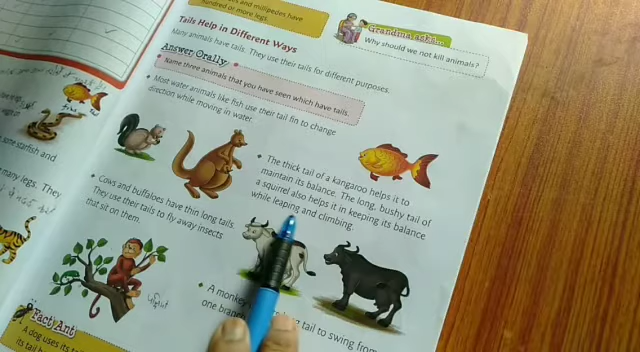 s and millipedes have
hundred or more legs.
Grandma asks...
Why should we not kill animals?
Tails Help in Different Ways
Many animals have tails. They use their tails for different purposes.
Answer Orally
Name three animals that you have seen which have tails.
• Most water animals like fish use their tail fin to change
direction while moving in water.
• The thick tail of a kangaroo helps it to
maintain its balance. The long, bushy tail of
a squirrel also helps it in keeping its balance
while leaping and climbing.
• Cows and buffaloes have thin long tails.
They use their tails to fly away insects
that sit on them.
• A monkey tail to swing from
one branch
Fact Ant
A dog uses its
its tail
starfish and
many legs. They